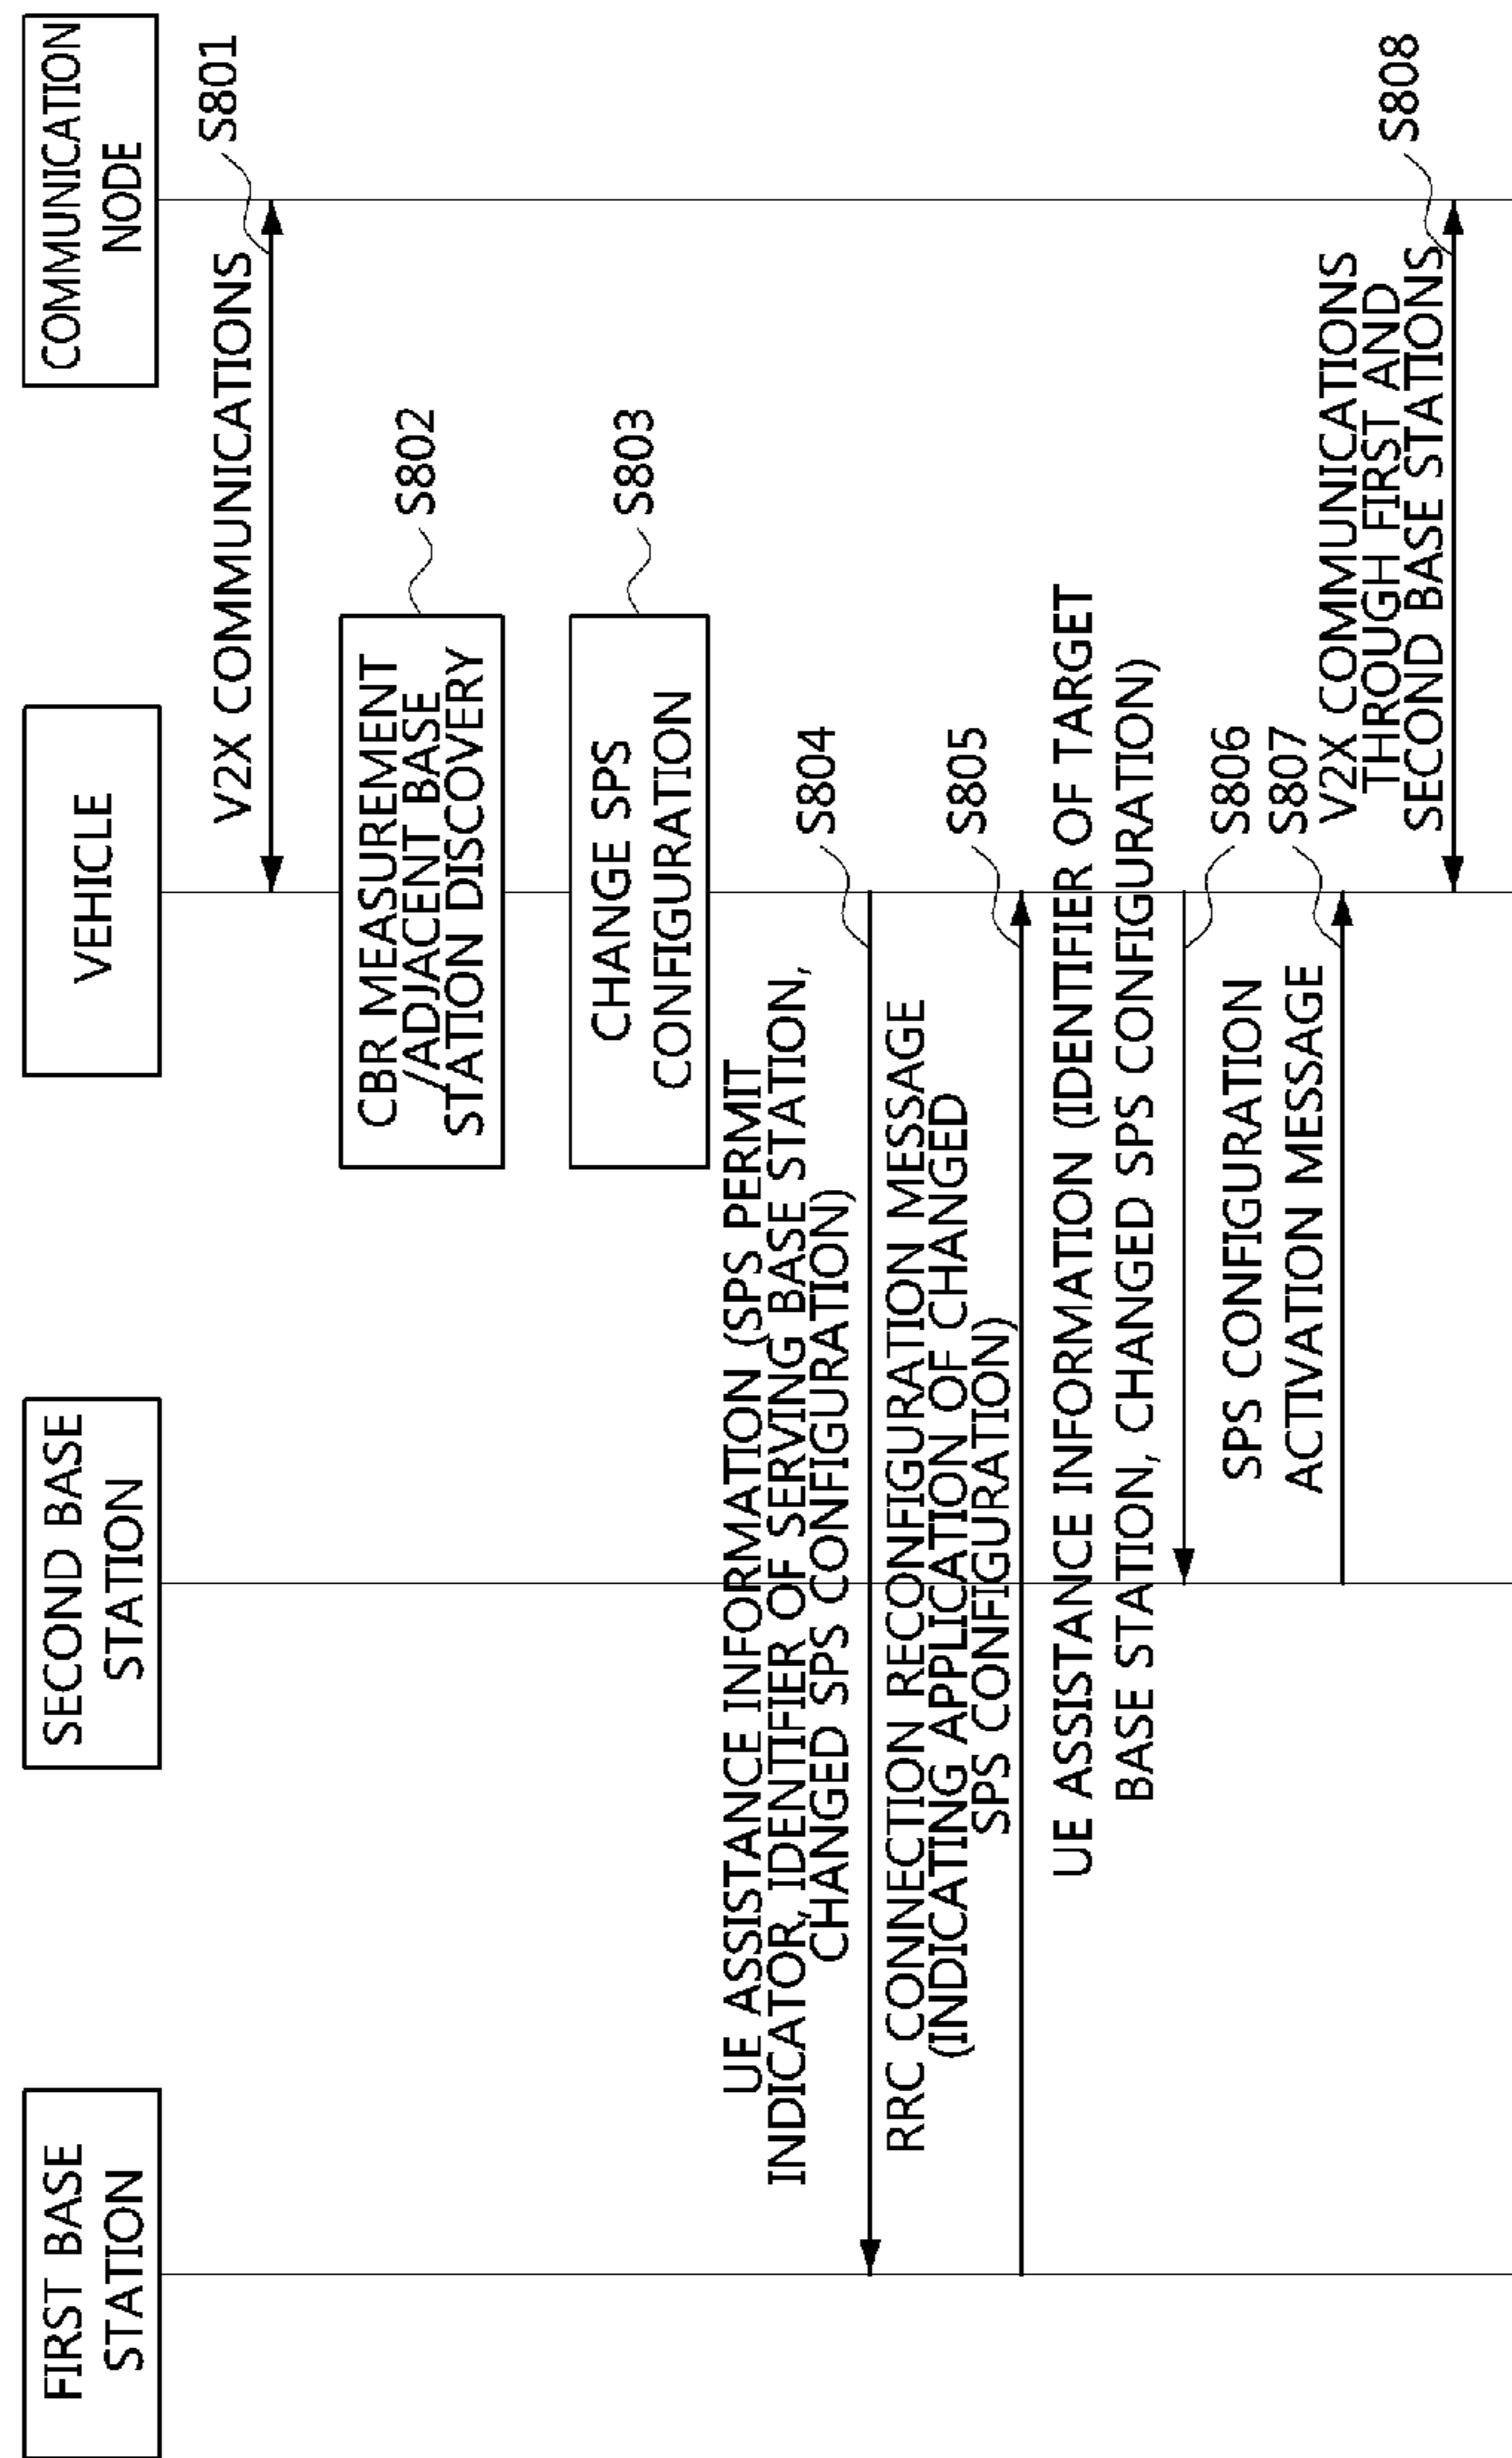 FIRST BASE
STATION
SECOND BASE
STATION
VEHICLE
COMMUNICATION
NODE
V2X COMMUNICATIONS
S801
CBR MEASUREMENT
/ADJACENT BASE
STATION DISCOVERY
S802
CHANGE SPS
CONFIGURATION
S803
UE ASSISTANCE INFORMATION (SPS PERMIT
INDICATOR, IDENTIFIER OF SERVING BASE STATION,
CHANGED SPS CONFIGURATION)
S804
RRC CONNECTION RECONFIGURATION MESSAGE
(INDICATING APPLICATION OF CHANGED
SPS CONFIGURATION)
S805
UE ASSISTANCE INFORMATION (IDENTIFIER OF TARGET
BASE STATION, CHANGED SPS CONFIGURATION)
S806
SPS CONFIGURATION
ACTIVATION MESSAGE
S807
V2X COMMUNICATIONS
THROUGH FIRST AND
SECOND BASE STATIONS
S808